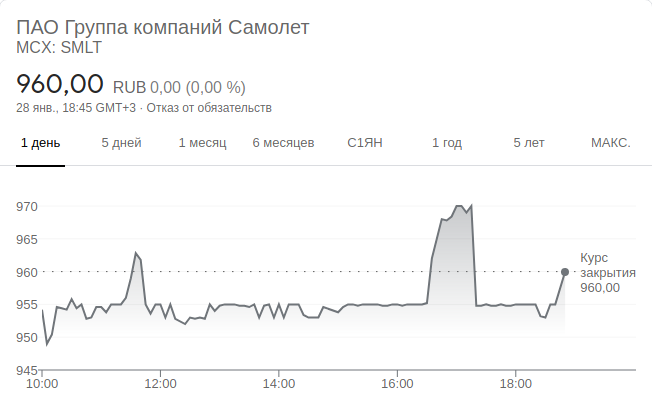 ПАО Группа компаний Самолет
MCX: SMLT
960,00 RUB 0,00 (0,00 %)
28 янв., 18:45 GMT+3 · Отказ от обязательств
1 день 5 дней 1 месяц 6 месяцев С1ЯН 1 год 5 лет МАКС.
970
965
960
955
950
945
Курс
закрытия
960,00
10:00 12:00 14:00 16:00 18:00